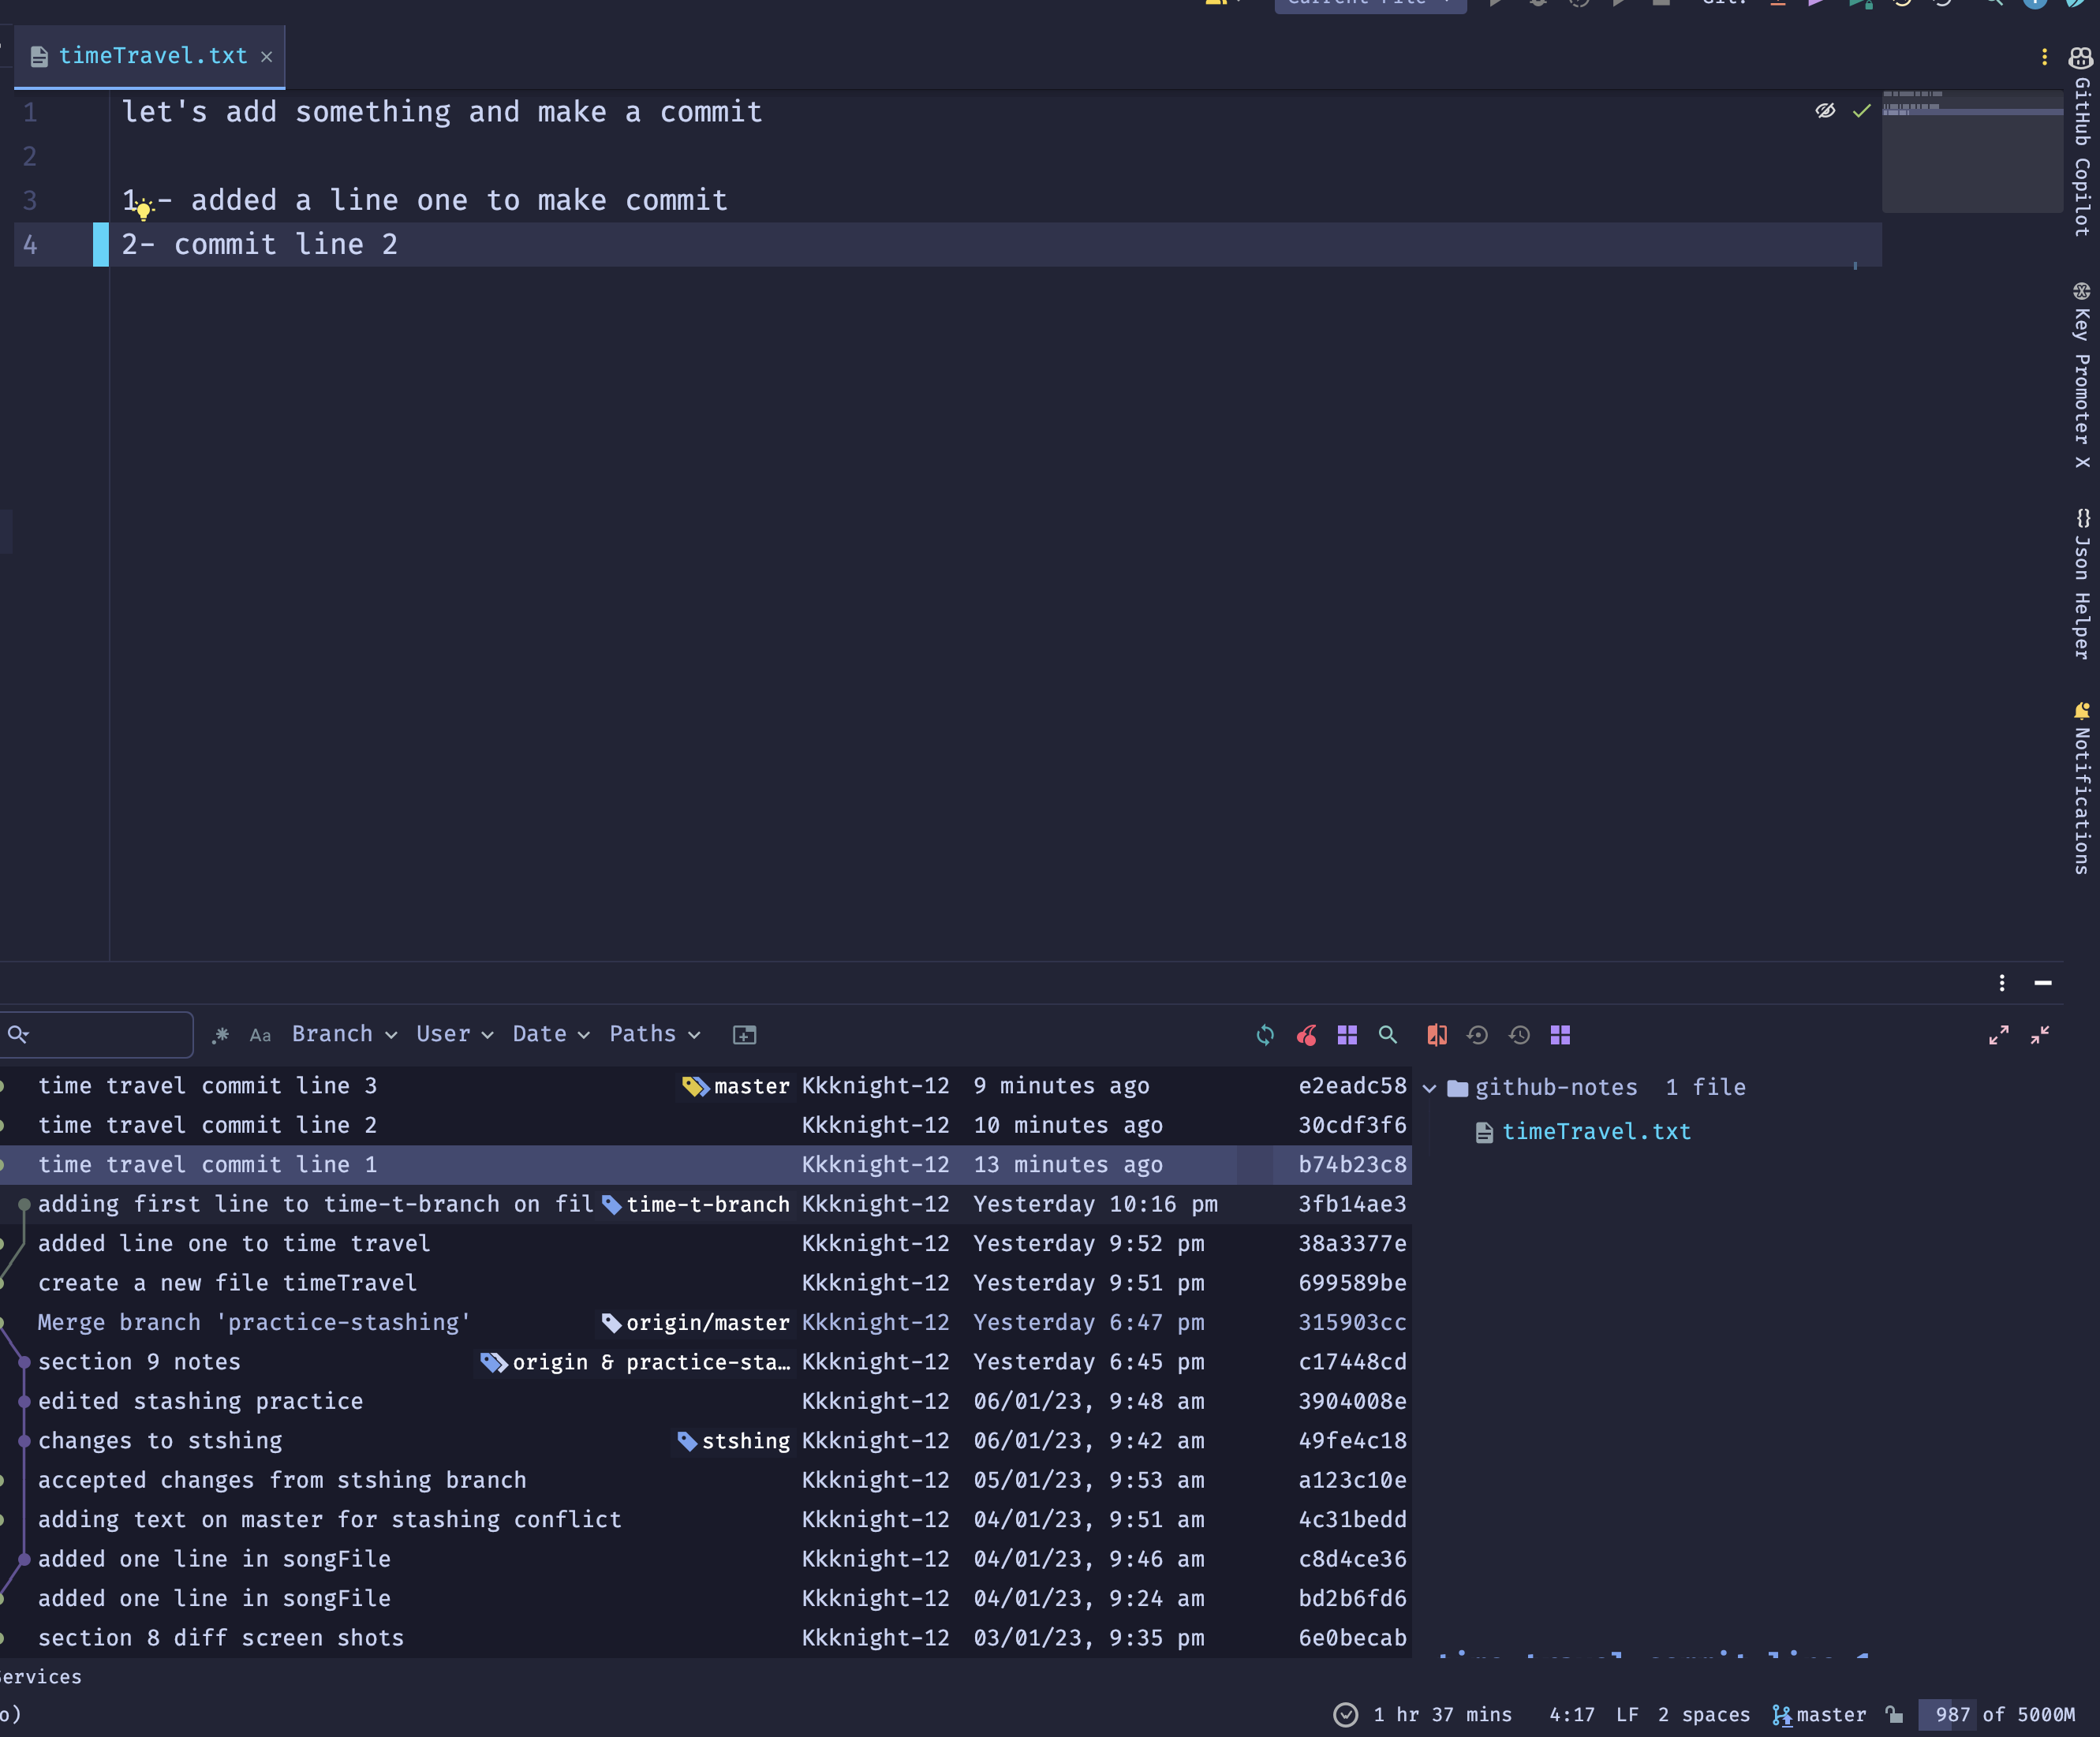 timeTravel.txt
1 let's add something and make a commit
2
3 1 - added a line one to make commit
4 2- commit line 2
GitHub Copilot
Key Promoter X
{} Json Helper
Notifications
.* Aa Branch User Date Paths
time travel commit line 3 master Kkknight-12 9 minutes ago e2eadc58
time travel commit line 2 Kkknight-12 10 minutes ago 30cdf3f6
time travel commit line 1 Kkknight-12 13 minutes ago b74b23c8
adding first line to time-t-branch on fil time-t-branch Kkknight-12 Yesterday 10:16 pm 3fb14ae3
added line one to time travel Kkknight-12 Yesterday 9:52 pm 38a3377e
create a new file timeTravel Kkknight-12 Yesterday 9:51 pm 699589be
Merge branch 'practice-stashing' origin/master Kkknight-12 Yesterday 6:47 pm 315903cc
section 9 notes origin & practice-sta… Kkknight-12 Yesterday 6:45 pm c17448cd
edited stashing practice Kkknight-12 06/01/23, 9:48 am 3904008e
changes to stshing stshing Kkknight-12 06/01/23, 9:42 am 49fe4c18
accepted changes from stshing branch Kkknight-12 05/01/23, 9:53 am a123c10e
adding text on master for stashing conflict Kkknight-12 04/01/23, 9:51 am 4c31bedd
added one line in songFile Kkknight-12 04/01/23, 9:46 am c8d4ce36
added one line in songFile Kkknight-12 04/01/23, 9:24 am bd2b6fd6
section 8 diff screen shots Kkknight-12 03/01/23, 9:35 pm 6e0becab
github-notes 1 file
timeTravel.txt
ervices
o)
1 hr 37 mins 4:17 LF 2 spaces master 987 of 5000M